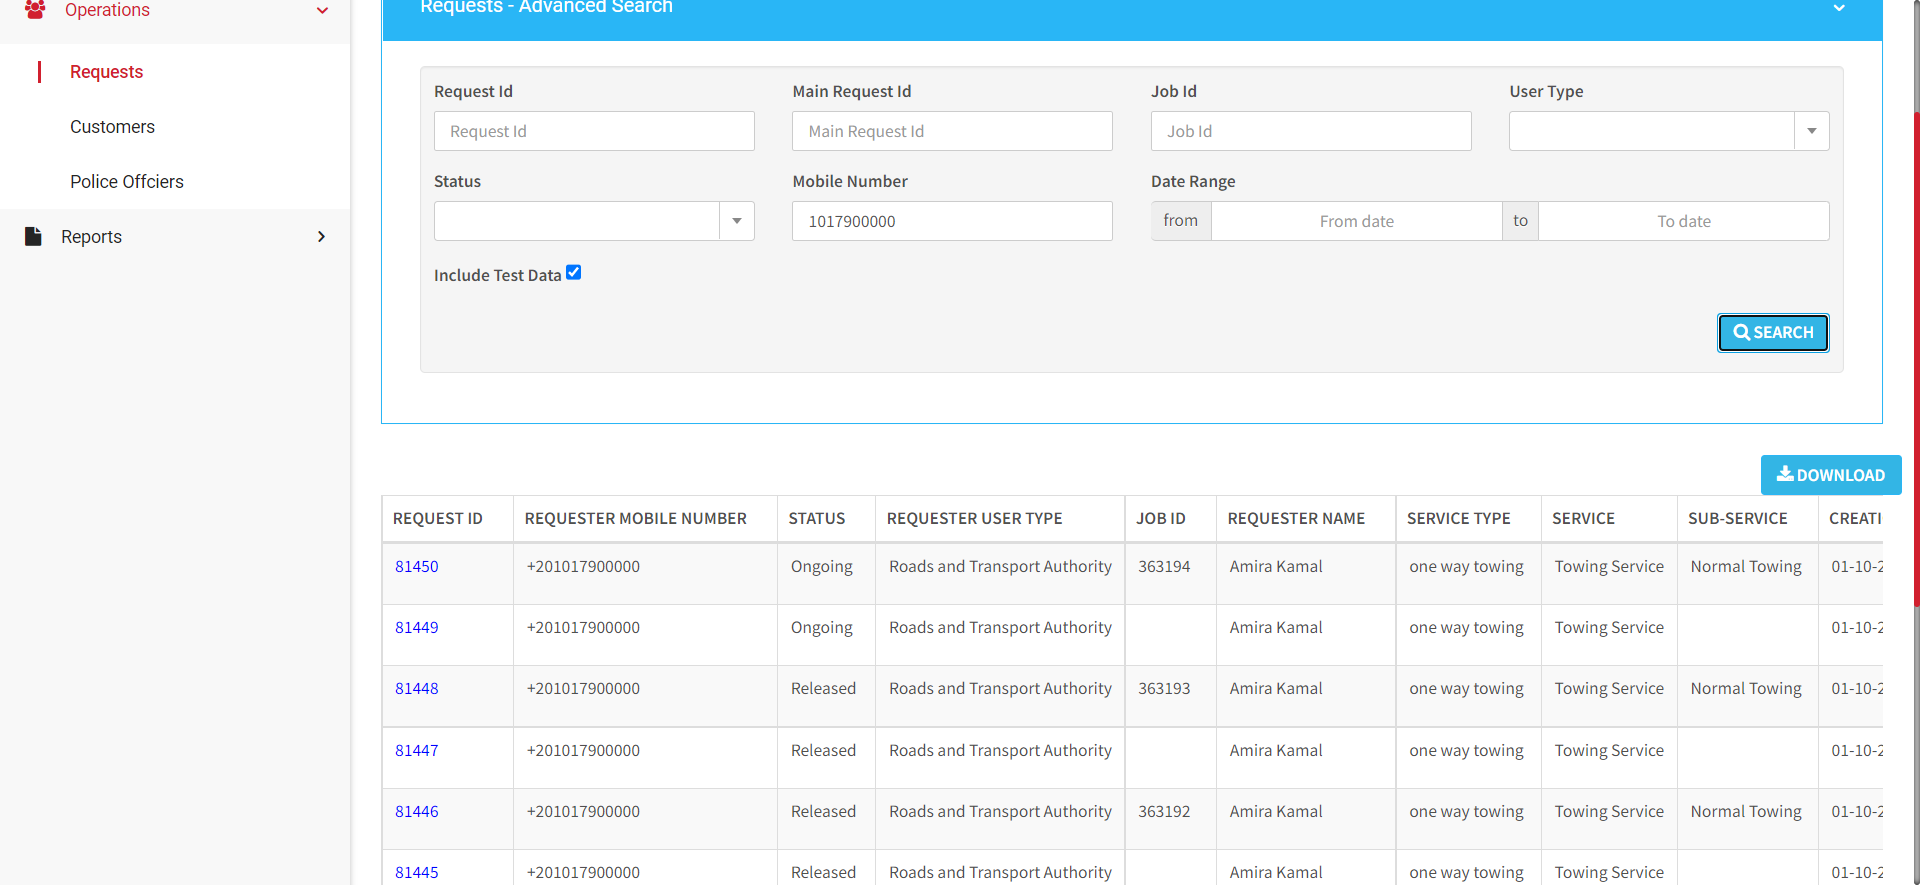 Operations
Requests
Customers
Police Offciers
Reports
Requests - Advanced Search
Request Id
Main Request Id
Job Id
User Type
Request Id
Main Request Id
Job Id
Status
Mobile Number
Date Range
1017900000
from
From date
to
To date
Include Test Data
SEARCH
DOWNLOAD
REQUEST ID REQUESTER MOBILE NUMBER STATUS REQUESTER USER TYPE JOB ID REQUESTER NAME SERVICE TYPE SERVICE SUB-SERVICE CREATI
81450 +201017900000 Ongoing Roads and Transport Authority 363194 Amira Kamal one way towing Towing Service Normal Towing 01-10-2
81449 +201017900000 Ongoing Roads and Transport Authority Amira Kamal one way towing Towing Service 01-10-2
81448 +201017900000 Released Roads and Transport Authority 363193 Amira Kamal one way towing Towing Service Normal Towing 01-10-2
81447 +201017900000 Released Roads and Transport Authority Amira Kamal one way towing Towing Service 01-10-2
81446 +201017900000 Released Roads and Transport Authority 363192 Amira Kamal one way towing Towing Service Normal Towing 01-10-2
81445 +201017900000 Released Roads and Transport Authority Amira Kamal one way towing Towing Service 01-10-2